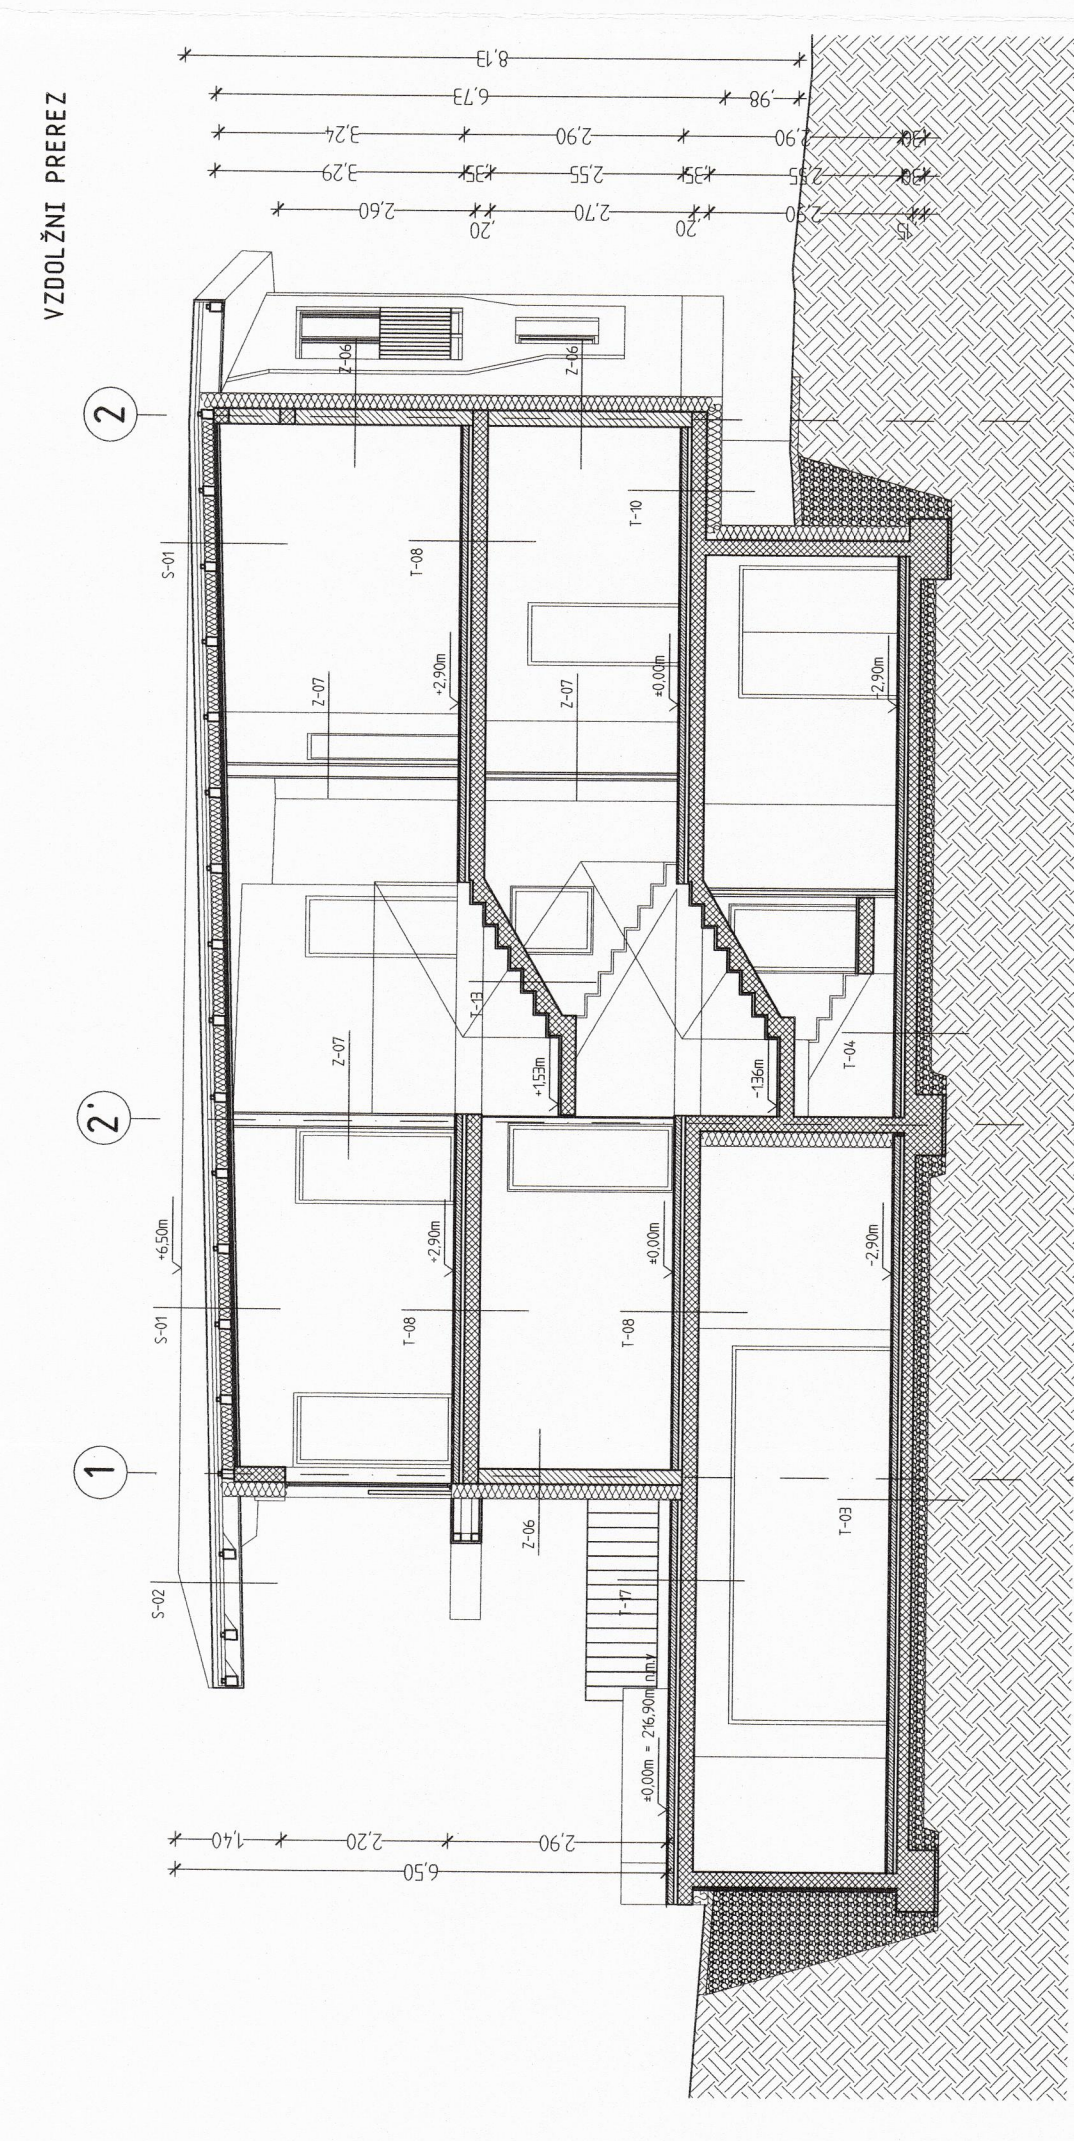 VZDOLŽNI PREREZ
1
2'
2
+6,50m
S-02
S-01
S-01
Z-07
Z-07
Z-06
T-08
+2,90m
T-08
+2,90m
T-13
+1,53m
Z-07
Z-06
Z-06
T-08
±0,00m
±0,00m
T-10
T-17
±0,00m = 216,90m n.m.v
-1.36m
T-03
-2,90m
T-04
-2,90m
1,40
2,20
2,90
6,50
8,13
6,73
,98
3,24
2,90
2,90
,30
3,29
,35
2,55
,35
2,55
,30
2,60
,20
2,70
,20
,15